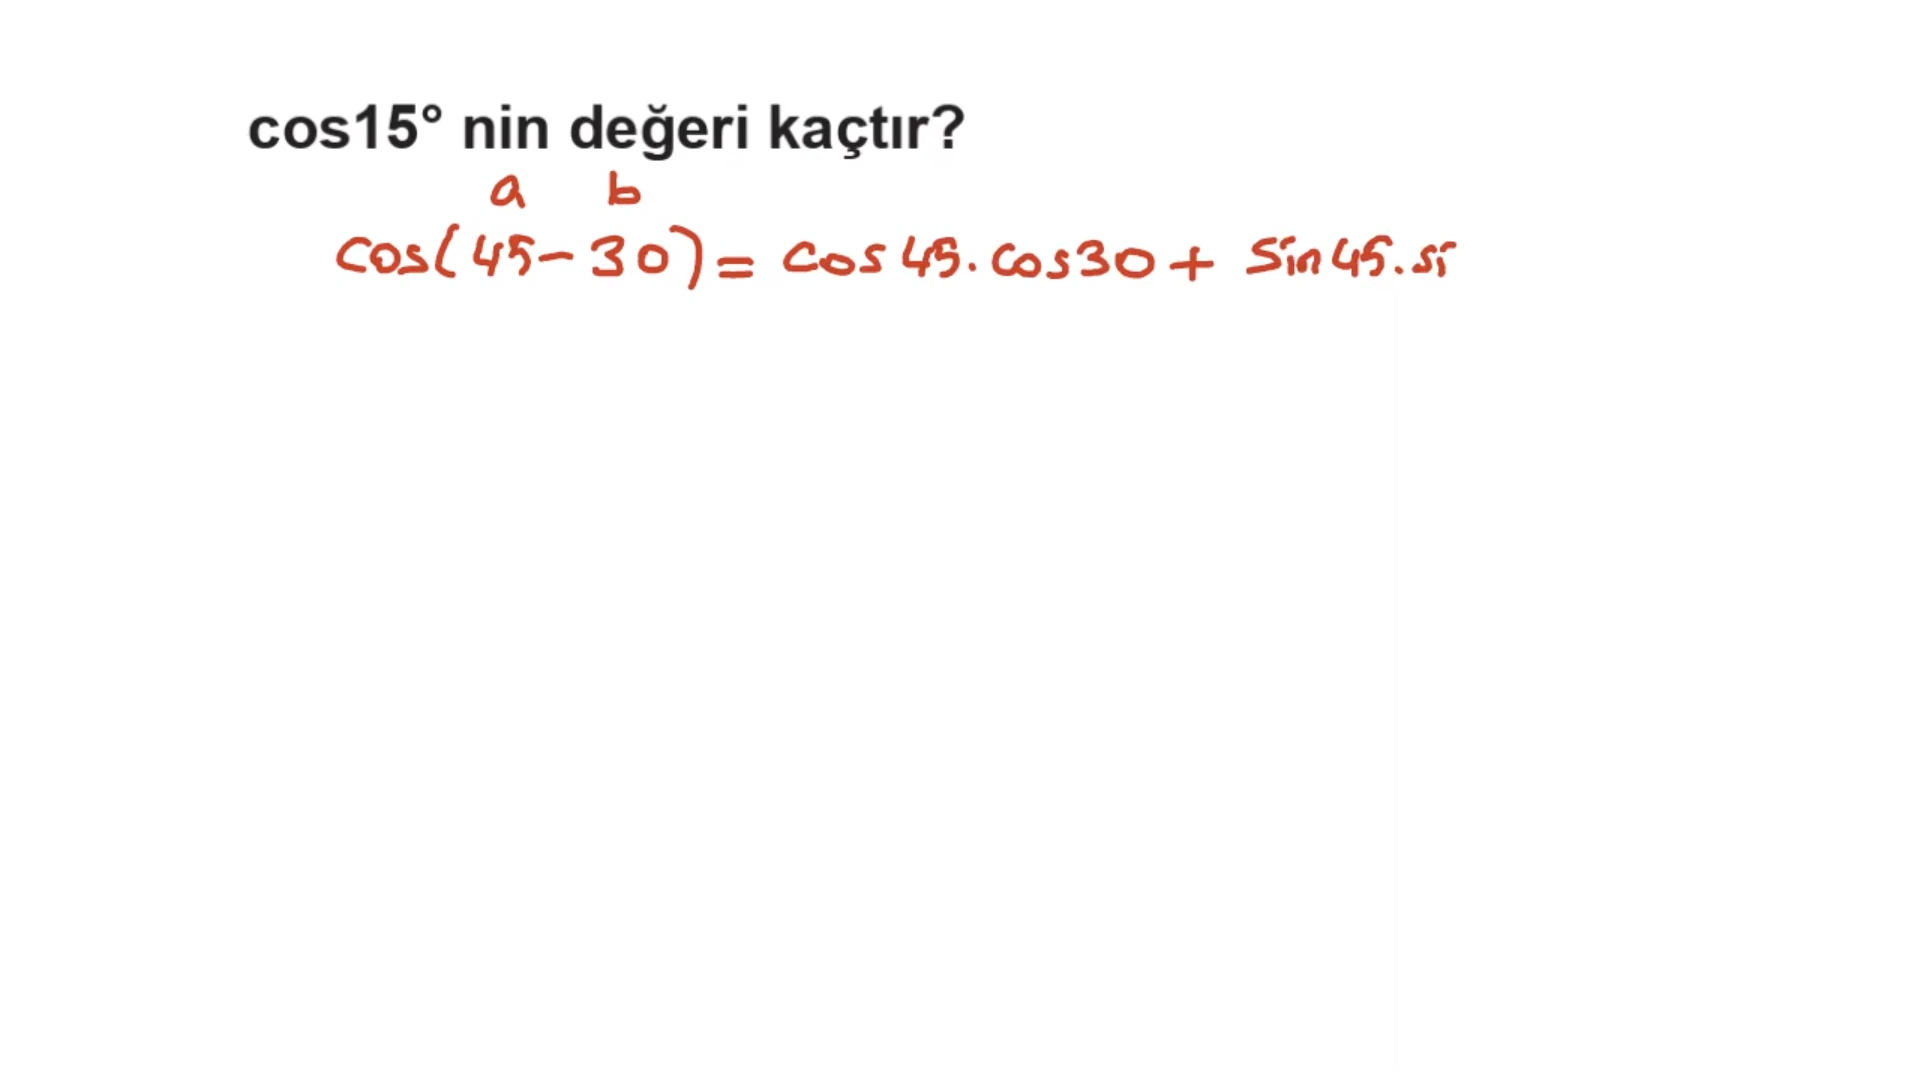 cos15° nin değeri kaçtır?
a b
cos(45-30)= cos45.cos30+ sin45.si